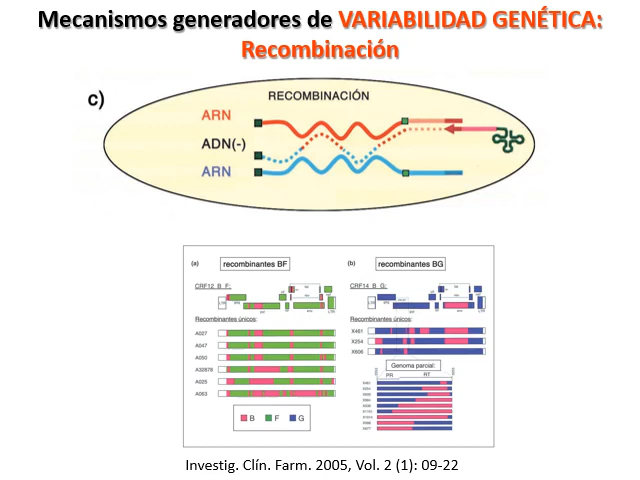 Mecanismos generadores de VARIABILIDAD GENÉTICA:
Recombinación
c)
RECOMBINACIÓN
ARN
ADN(-)
ARN
(a)
recombinantes BF
(b)
recombinantes BG
CRF12_B_F:
CRF14_B_G:
Recombinantes únicos:
A027
A047
A050
A32878
A025
A063
Recombinantes únicos:
X461
X254
X606
Genoma parcial:
PR
RT
B
F
G
Investig. Clín. Farm. 2005, Vol. 2 (1): 09-22